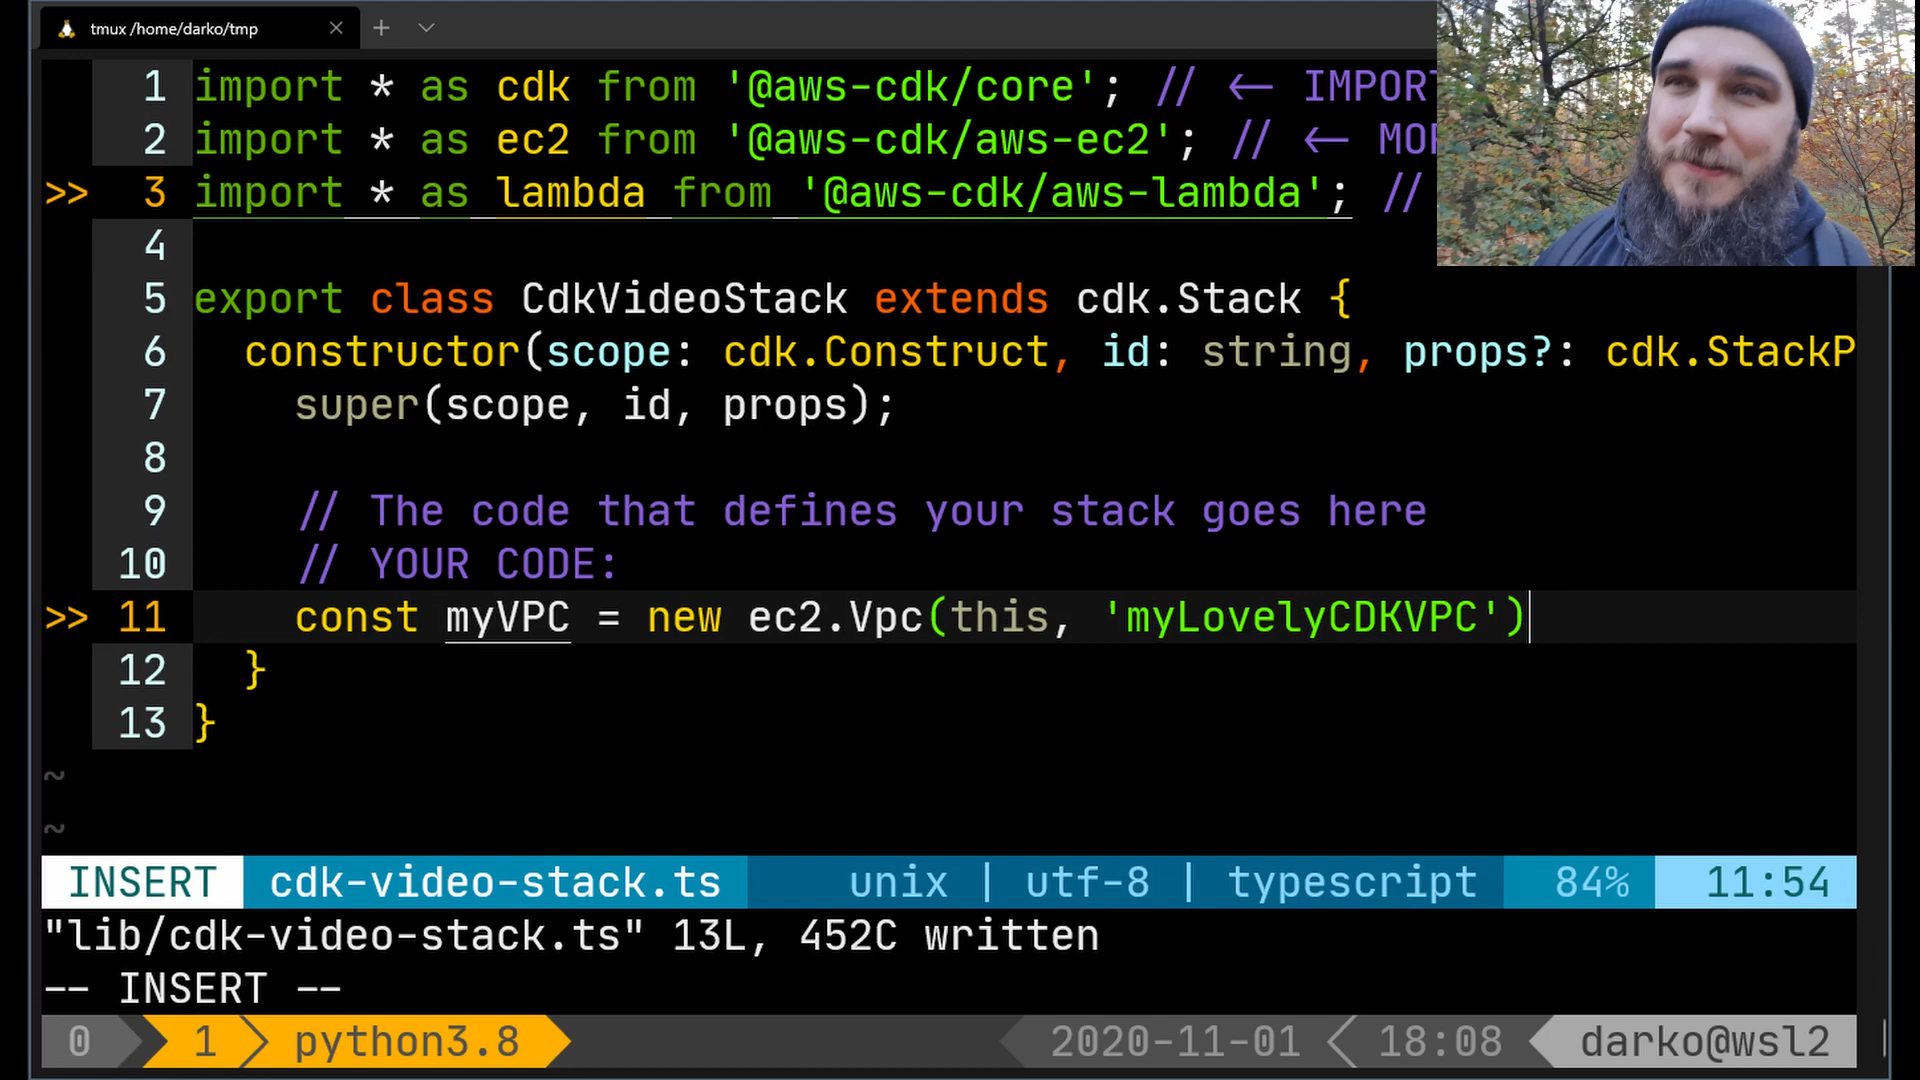 tmux /home/darko/tmp
1 import * as cdk from '@aws-cdk/core'; // <- IMPORT
2 import * as ec2 from '@aws-cdk/aws-ec2'; // <-
>> 3 import * as lambda from '@aws-cdk/aws-lambda'; //
4
5 export class CdkVideoStack extends cdk.Stack {
6 constructor(scope: cdk.Construct, id: string, props?: cdk.StackP
7 super(scope, id, props);
8
9 // The code that defines your stack goes here
10 // YOUR CODE:
>> 11 const myVPC = new ec2.Vpc(this, 'myLovelyCDKVPC')
12 }
13 }
~
~
INSERT cdk-video-stack.ts unix | utf-8 | typescript 84% 11:54
"lib/cdk-video-stack.ts" 13L, 452C written
-- INSERT --
0 1 python3.8 2020-11-01 18:08 darko@wsl2